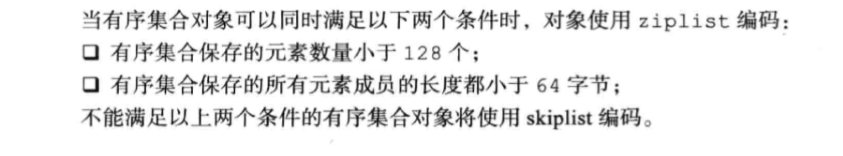 当有序集合对象可以同时满足以下两个条件时，对象使用 ziplist 编码：
❑ 有序集合保存的元素数量小于 128 个；
❑ 有序集合保存的所有元素成员的长度都小于 64 字节；
不能满足以上两个条件的有序集合对象将使用 skiplist 编码。